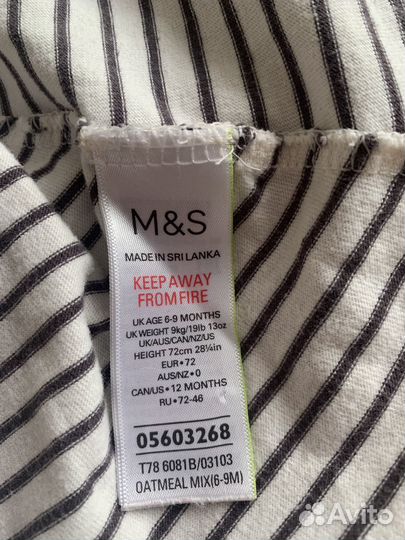 M&S
MADE IN SRI LANKA
KEEP AWAY
FROM FIRE
UK AGE 6-9 MONTHS
UK WEIGHT 9kg/19lb 13oz
UK/AUS/CAN/NZ/US
HEIGHT 72cm 28¼in
EUR•72
AUS/NZ•0
CAN/US•12 MONTHS
RU•72-46
05603268
T78 6081B/03103
OATMEAL MIX(6-9M)
Avito